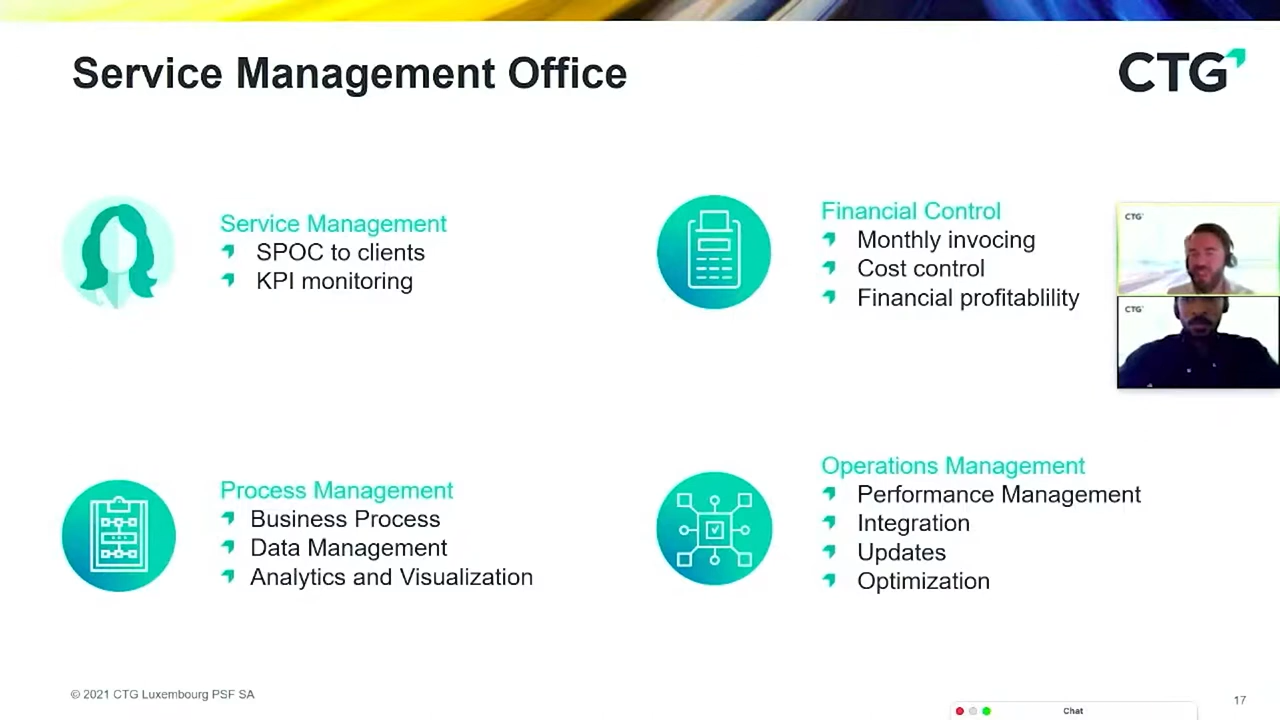 Service Management Office
CTG
Service Management
SPOC to clients
KPI monitoring
Financial Control
Monthly invocing
Cost control
Financial profitablility
CTG
CTG
Process Management
Business Process
Data Management
Analytics and Visualization
Operations Management
Performance Management
Integration
Updates
Optimization
© 2021 CTG Luxembourg PSF SA
17
Chat